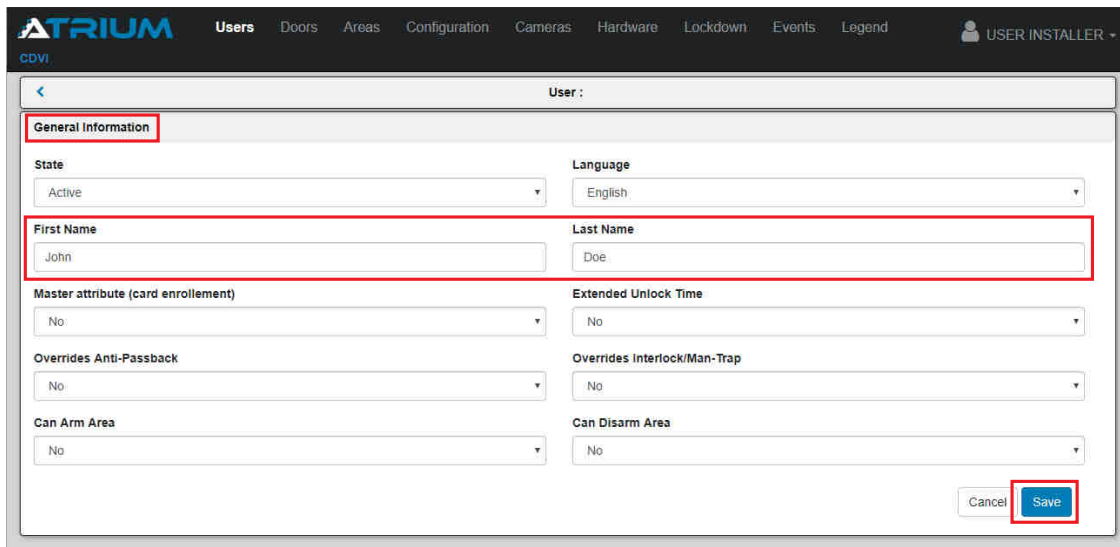 ATRIUM Users Doors Areas Configuration Cameras Hardware Lockdown Events Legend USER INSTALLER
CDVI
User :
General Information
State Language
Active English
First Name Last Name
John Doe
Master attribute (card enrollement) Extended Unlock Time
No No
Overrides Anti-Passback Overrides Interlock/Man-Trap
No No
Can Arm Area Can Disarm Area
No No
Cancel Save